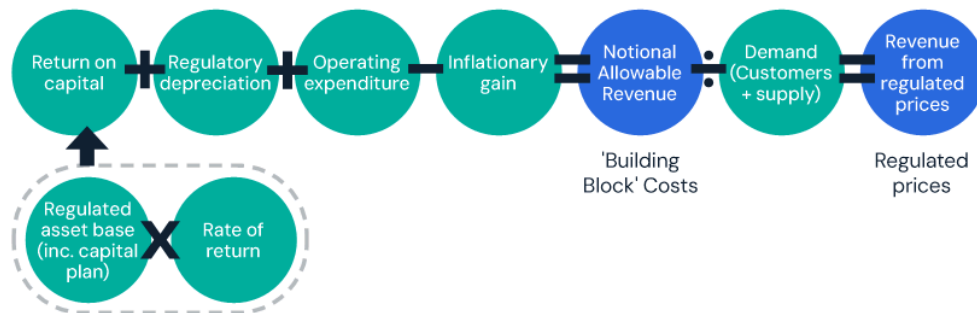 Return on
capital
Regulatory
depreciation
Operating
expenditure
Inflationary
gain
Notional
Allowable
Revenue
Demand
(Customers
+ supply)
Revenue
from
regulated
prices
'Building
Block' Costs
Regulated
prices
Regulated
asset base
(inc. capital
plan)
Rate of
return